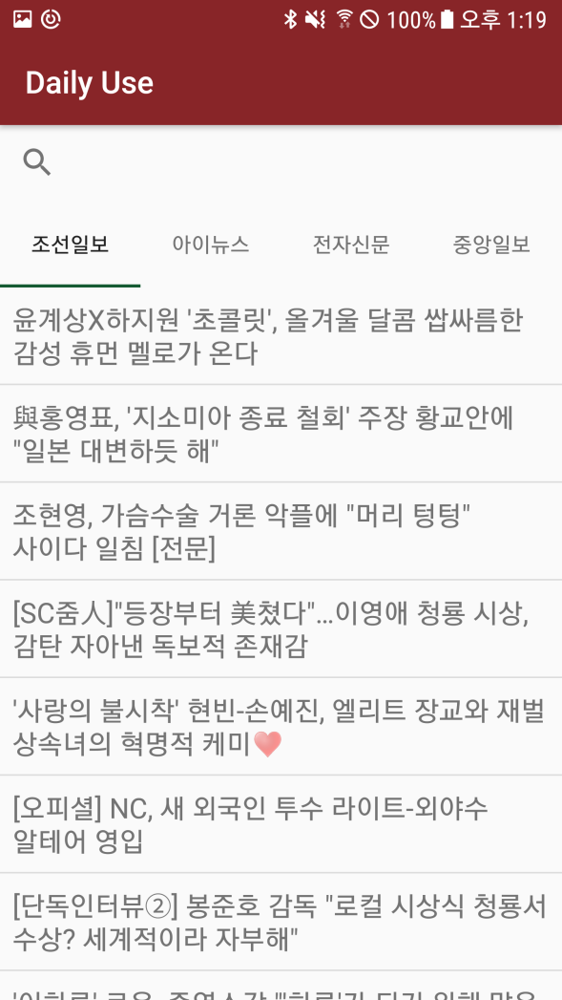 100% 오후 1:19
Daily Use
조선일보 아이뉴스 전자신문 중앙일보
윤계상X하지원 '초콜릿', 올겨울 달콤 쌉싸름한
감성 휴먼 멜로가 온다
與홍영표, '지소미아 종료 철회' 주장 황교안에
"일본 대변하듯 해"
조현영, 가슴수술 거론 악플에 "머리 텅텅"
사이다 일침 [전문]
[SC줌人]"등장부터 美쳤다"…이영애 청룡 시상,
감탄 자아낸 독보적 존재감
'사랑의 불시착' 현빈-손예진, 엘리트 장교와 재벌
상속녀의 혁명적 케미❤
[오피셜] NC, 새 외국인 투수 라이트-외야수
알테어 영입
[단독인터뷰②] 봉준호 감독 "로컬 시상식 청룡서
수상? 세계적이라 자부해"